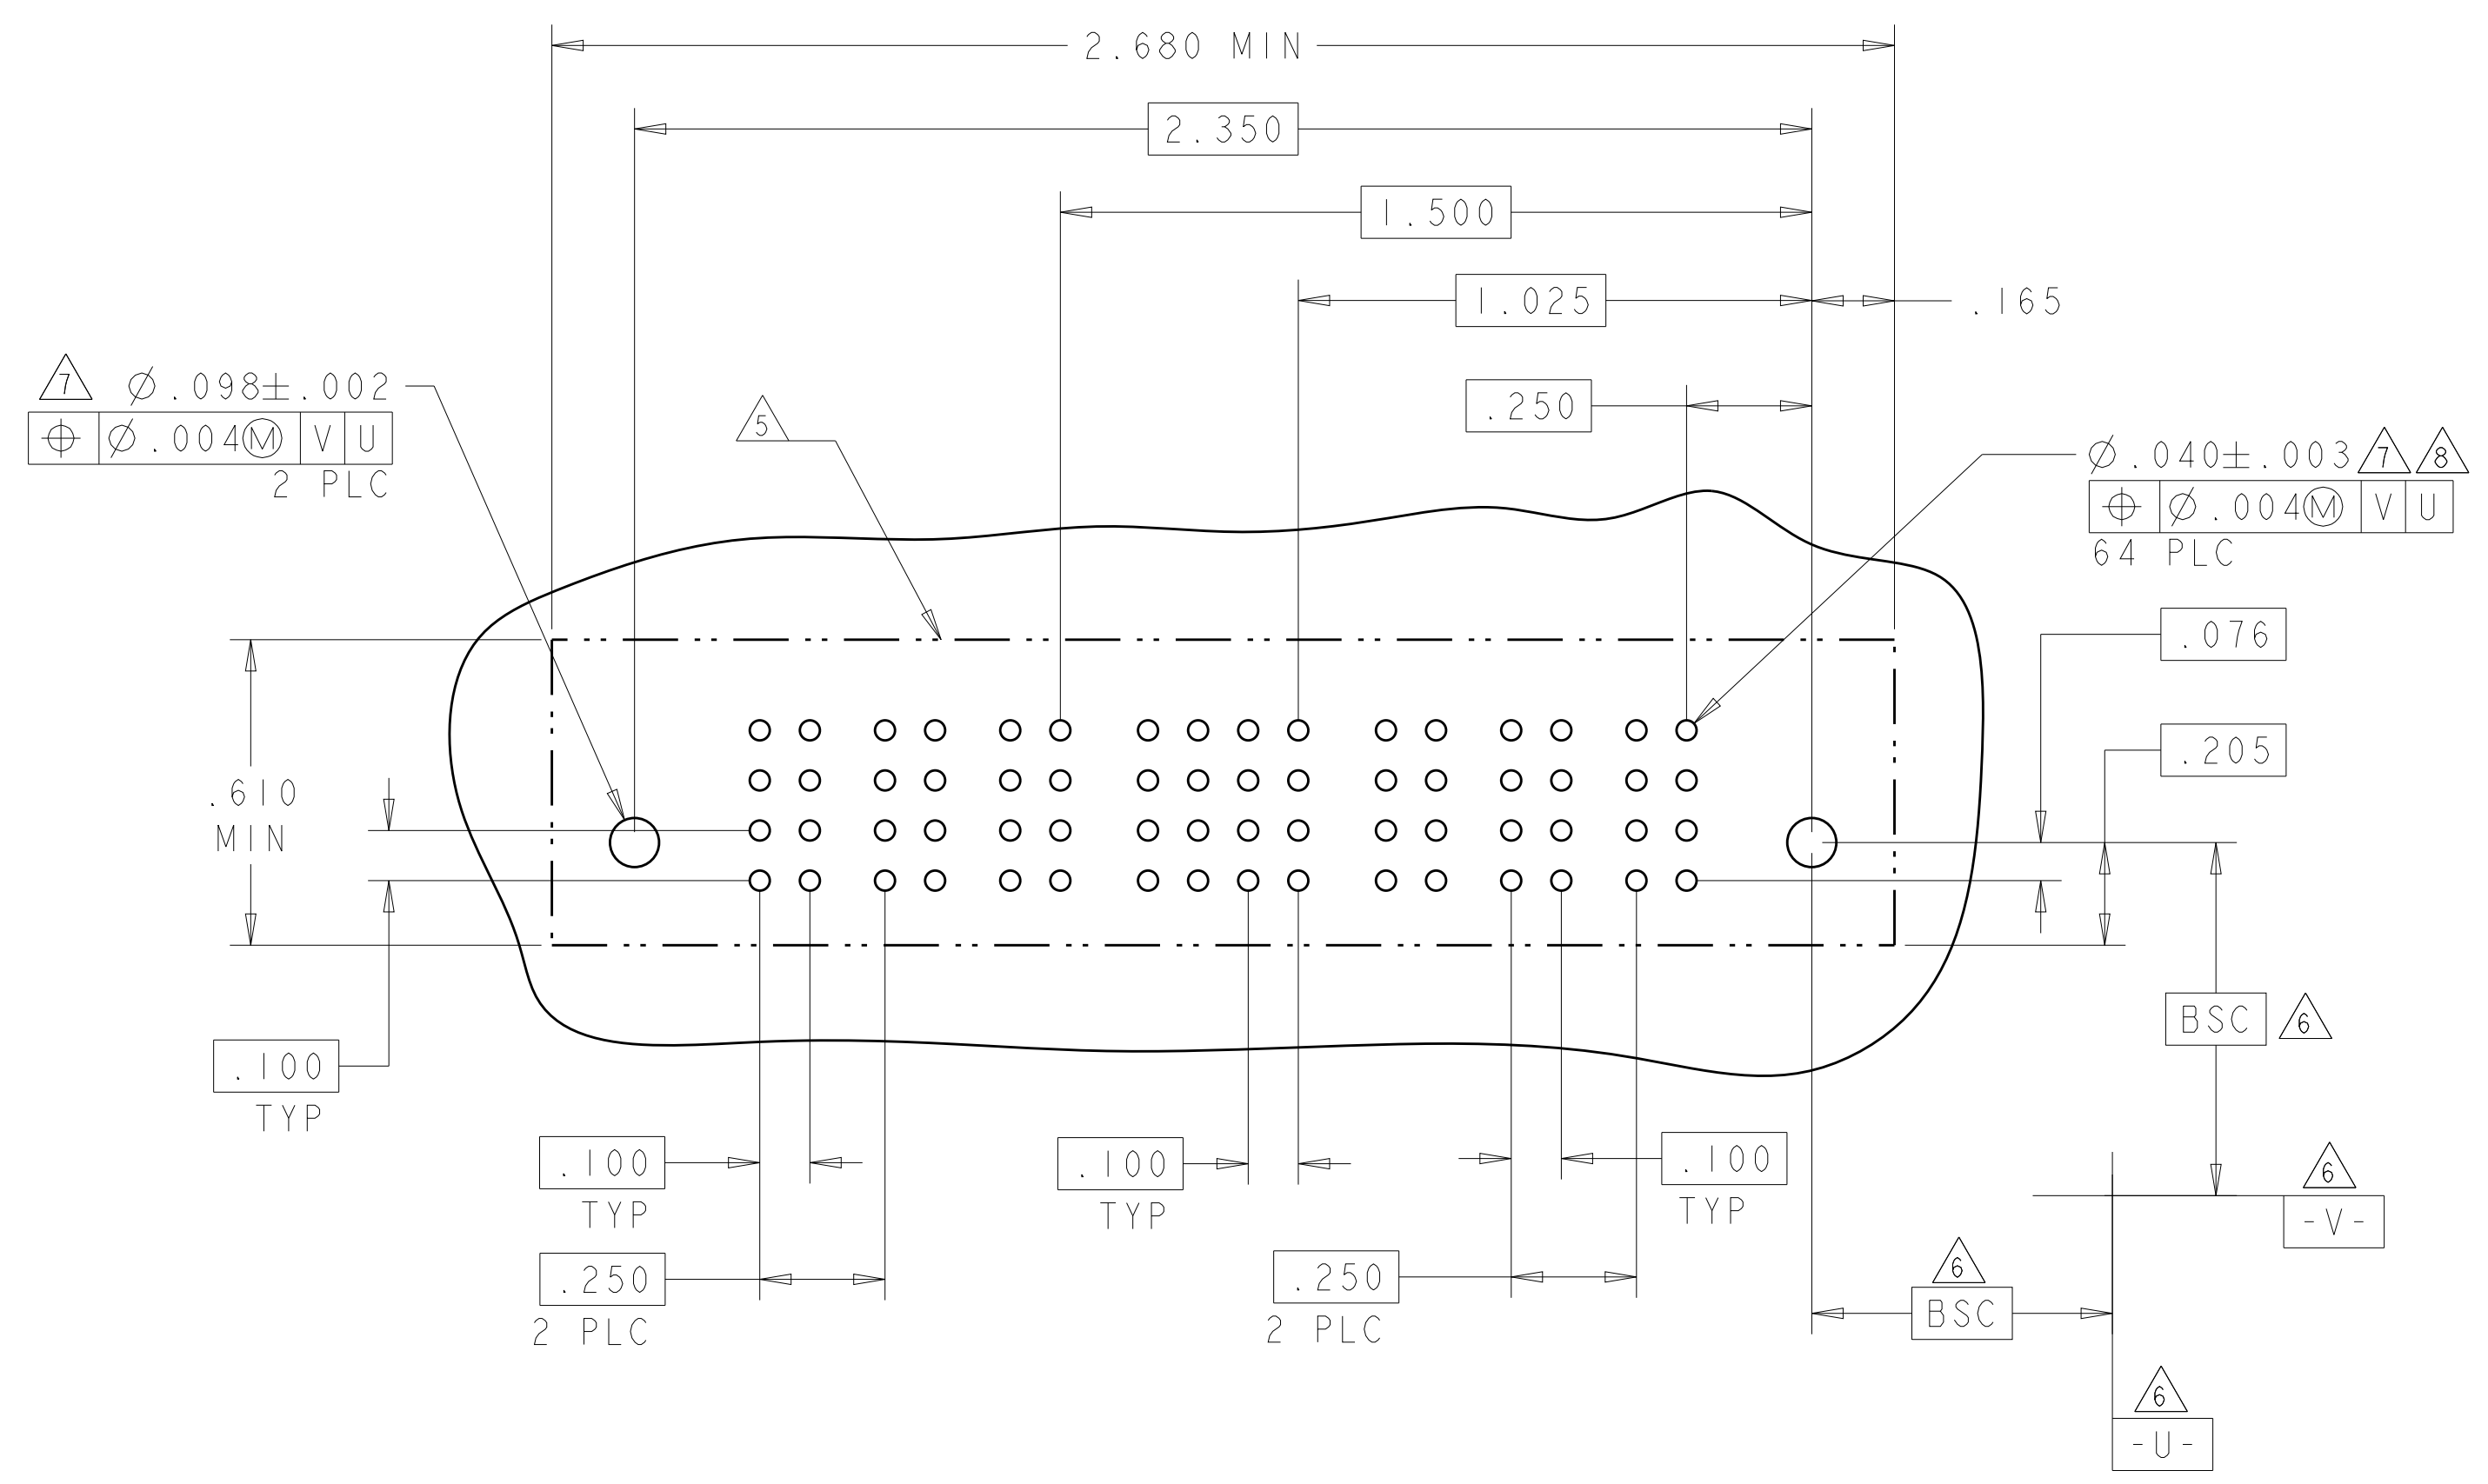 2.680 MIN
2.350
1.500
1.025
.165
.250
7 ⌀.098±.002
⌖ ⌀.004Ⓜ V U
2 PLC
5
⌀.040±.003 7 8
⌖ ⌀.004Ⓜ V U
64 PLC
.076
.205
.610
MIN
BSC 6
.100
TYP
.100
TYP
.100
TYP
.100
TYP
6
-V-
.250
2 PLC
.250
2 PLC
6
BSC
6
-U-